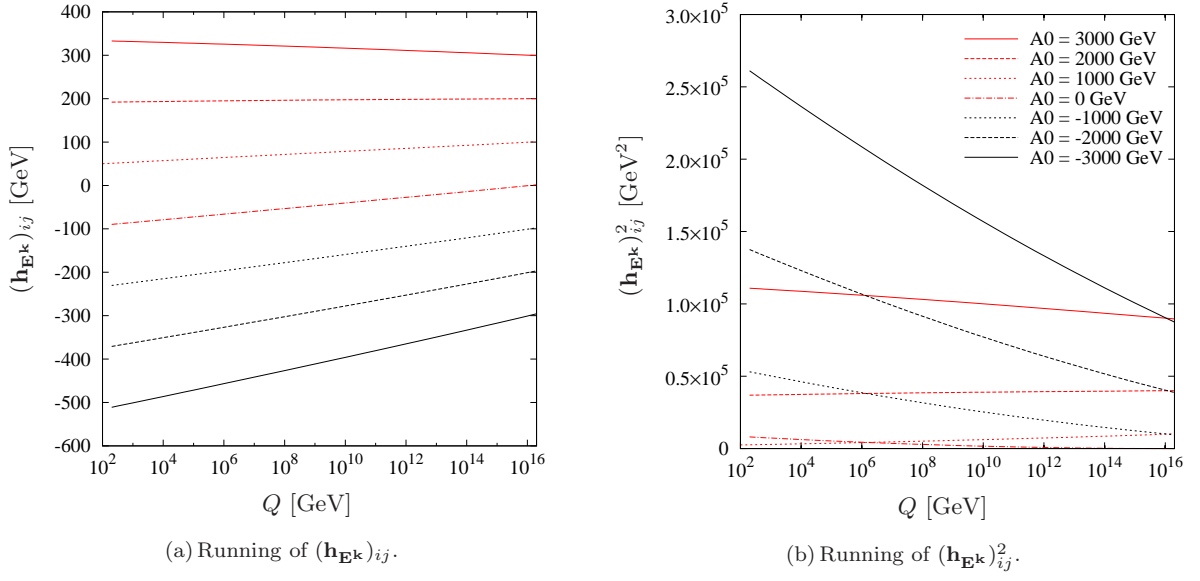 400
300
200
100
0
-100
-200
-300
-400
-500
-600
(h_{E^k})_{ij} [GeV]
10^2 10^4 10^6 10^8 10^{10} 10^{12} 10^{14} 10^{16}
Q [GeV]
(a) Running of (h_{E^k})_{ij}.
3.0×10^5
2.5×10^5
2.0×10^5
1.5×10^5
1.0×10^5
0.5×10^5
0
(h_{E^k})^2_{ij} [GeV^2]
A0 = 3000 GeV
A0 = 2000 GeV
A0 = 1000 GeV
A0 = 0 GeV
A0 = -1000 GeV
A0 = -2000 GeV
A0 = -3000 GeV
10^2 10^4 10^6 10^8 10^{10} 10^{12} 10^{14} 10^{16}
Q [GeV]
(b) Running of (h_{E^k})^2_{ij}.